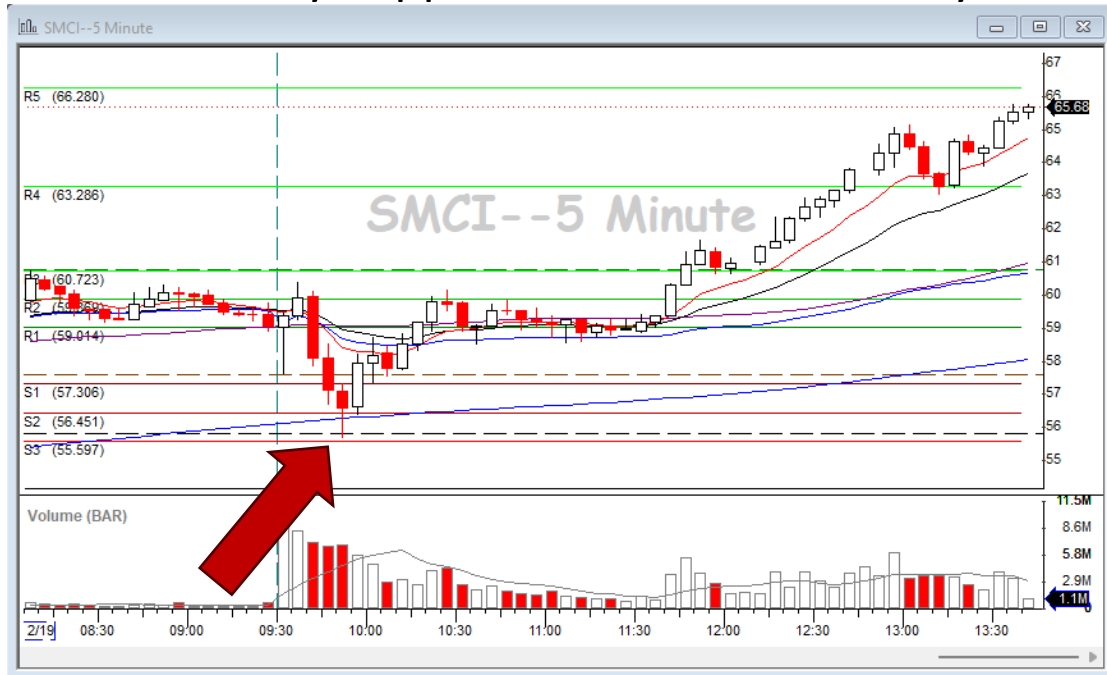 SMCI--5 Minute
SMCI--5 Minute
67
R5 (66.280)
66
65.68
65
64
R4 (63.286)
63
62
61
(60.723)
60
R2
59
R1 (59.014)
58
S1 (57.306)
57
S2 (56.451)
56
S3 (55.597)
55
Volume (BAR)
11.5M
8.6M
5.8M
2.9M
1.1M
0
2/19 08:30 09:00 09:30 10:00 10:30 11:00 11:30 12:00 12:30 13:00 13:30